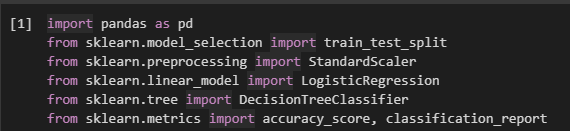 [1] import pandas as pd
from sklearn.model_selection import train_test_split
from sklearn.preprocessing import StandardScaler
from sklearn.linear_model import LogisticRegression
from sklearn.tree import DecisionTreeClassifier
from sklearn.metrics import accuracy_score, classification_report